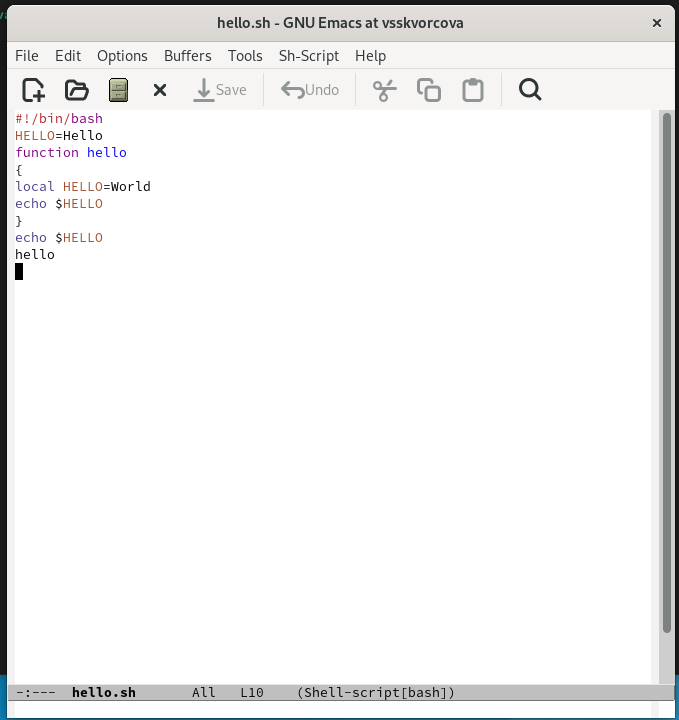 hello.sh - GNU Emacs at vsskvorcova
File Edit Options Buffers Tools Sh-Script Help
Save Undo
#!/bin/bash
HELLO=Hello
function hello
{
local HELLO=World
echo $HELLO
}
echo $HELLO
hello
-:--- hello.sh All L10 (Shell-script[bash])